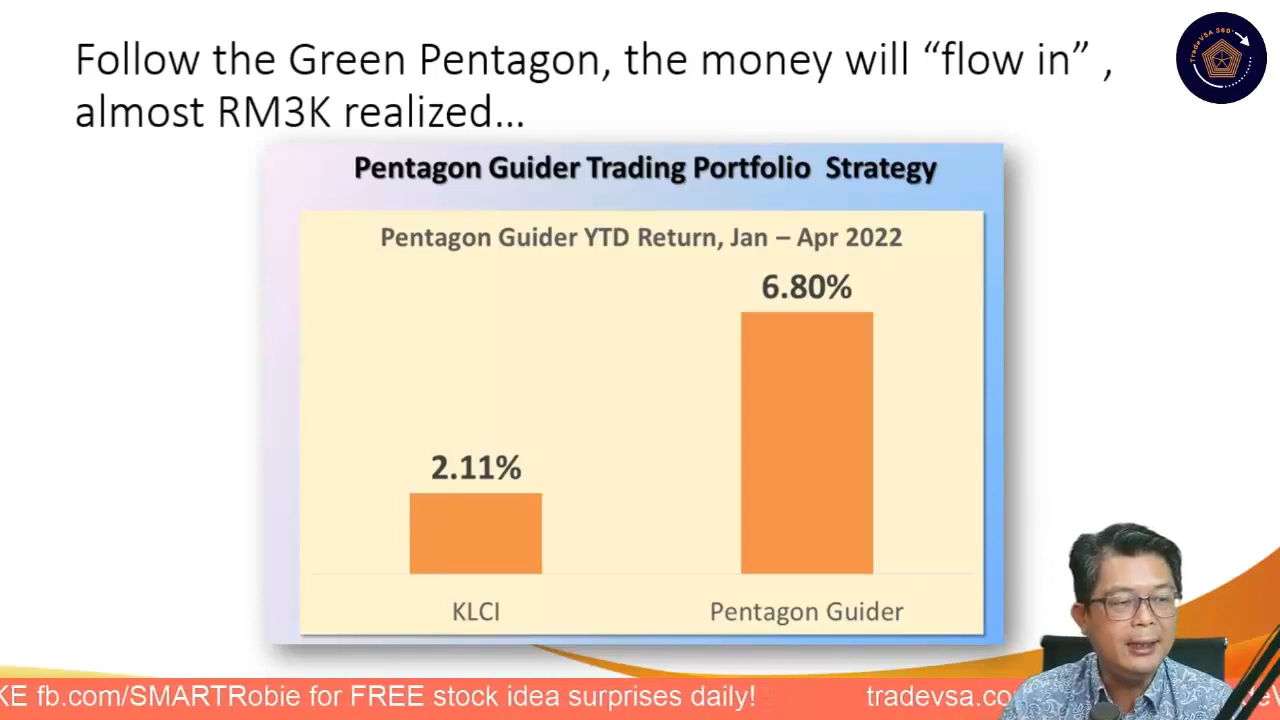 Follow the Green Pentagon, the money will “flow in” ,
almost RM3K realized…
TradeVSA 360°
Pentagon Guider Trading Portfolio Strategy
Pentagon Guider YTD Return, Jan – Apr 2022
6.80%
2.11%
KLCI
Pentagon Guider
KE fb.com/SMARTRobie for FREE stock idea surprises daily! tradevsa.co